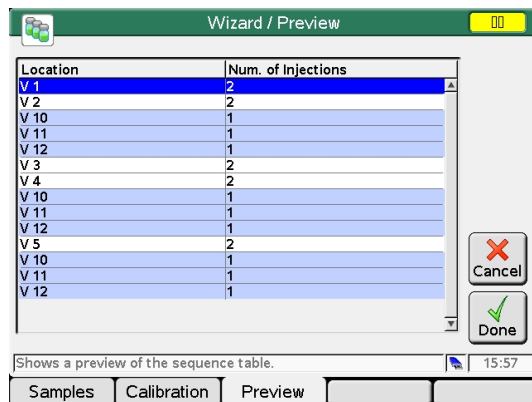 Wizard / Preview
Location Num. of Injections
V 1 2
V 2 2
V 10 1
V 11 1
V 12 1
V 3 2
V 4 2
V 10 1
V 11 1
V 12 1
V 5 2
V 10 1
V 11 1
V 12 1
Cancel
Done
Shows a preview of the sequence table. 15:57
Samples Calibration Preview